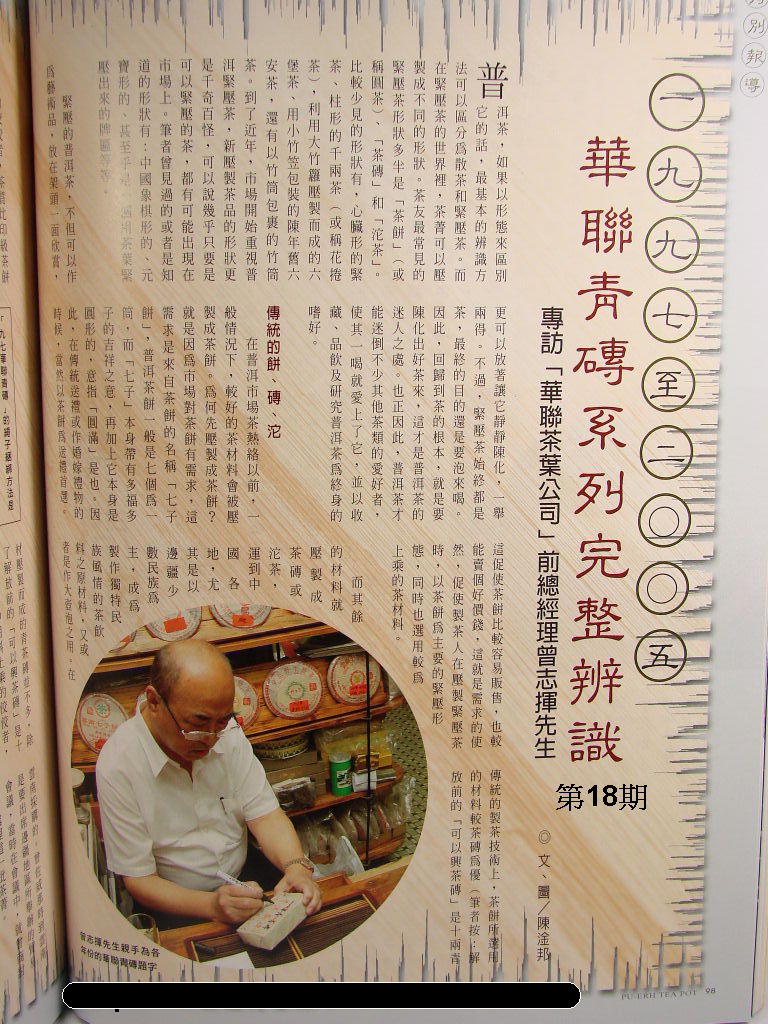 特別報導
一九九七至二〇〇五
華聯青磚系列完整辨識
專訪「華聯茶葉公司」前總經理曾志揮先生
第18期
◎文、圖／陳淦邦
普洱茶，如果以形態來區別
它的話，最基本的辨識方
法可以區分爲散茶和緊壓茶。而
在緊壓茶的世界裡，茶菁可以壓
製成不同的形狀。茶友最常見的
緊壓茶形狀多半是「茶餅」（或
稱圓茶）、「茶磚」和「沱茶」。
比較少見的形狀有，心臟形的緊
茶、柱形的千兩茶（或稱花捲
茶），利用大竹籮壓製而成的六
堡茶、用小竹笠包裝的陳年舊六
安茶，還有以竹筒包裹的竹筒
茶。到了近年，市場開始重視普
洱緊壓茶，新壓製茶品的形狀更
是千奇百怪，可以說幾乎只要是
可以緊壓的茶，都有可能出現在
市場上。筆者曾見過的或者是知
道的形狀有：中國象棋形的、元
寶形的、甚至乎是
壓出來的牌匾等等。
緊壓的普洱茶，不但可以作
爲藝術品，放在架頭一面欣賞，
更可以放著讓它靜靜陳化，一舉
兩得。不過，緊壓茶始終都是
茶，最終的目的還是要泡來喝。
因此，回歸到茶的根本，就是要
陳化出好茶來，這才是普洱茶的
迷人之處。也正因此，普洱茶才
能迷倒不少其他茶類的愛好者，
使其一喝就愛上了它，並以收
藏、品飲及研究普洱茶爲終身的
嗜好。
傳統的餅、磚、沱
在普洱市場茶熱絡以前，一
般情況下，較好的茶材料會被壓
製成茶餅。爲何先壓製成茶餅？
就是因爲市場對茶餅有需求，這
需求是來自茶餅的名稱「七子
餅」，普洱茶餅一般是七個爲一
筒，而「七子」本身帶有多福多
子的吉祥之意，再加上它本身是
圓形的，意指「圓滿」是也。因
此，在傳統送禮或作婚嫁禮物的
時候，當然以茶餅爲送禮首選。
這促使茶餅比較容易販售，也較
能賣個好價錢，這就是需求的使
然，促使製茶人在壓製緊壓茶
時，以茶餅爲主要的緊壓形
態，同時也選用較爲
上乘的茶材料。
而其餘
的材料就
壓製成
茶磚或
沱茶，
運到中
國各
地，尤
其是以
邊疆少
數民族爲
主，成爲
製作獨特民
族風情的茶飲
料之原材料，又或
者是作大壺泡之用。在
傳統的製茶技術上，茶餅所選用
的材料較茶磚爲優（筆者按：解
放前的「可以興茶磚」是十兩青
曾志揮先生親手為各
年份的華聯青磚題字
PU-ERH TEA POT 98